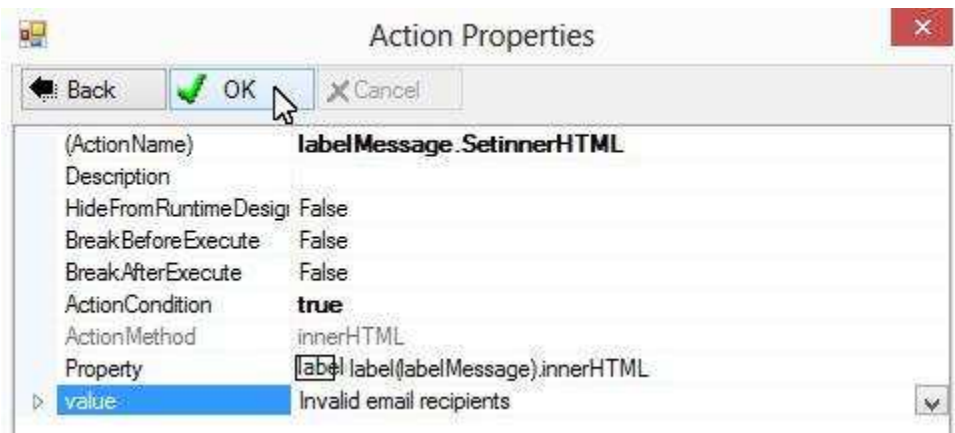 Action Properties
Back OK Cancel
(ActionName) labelMessage.SetinnerHTML
Description
HideFromRuntimeDesig False
BreakBeforeExecute False
BreakAfterExecute False
ActionCondition true
ActionMethod innerHTML
Property label label(labelMessage).innerHTML
value Invalid email recipients